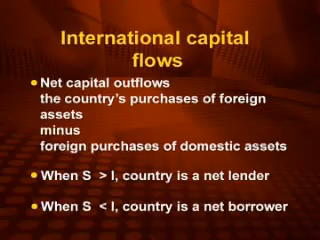 International capital
flows
• Net capital outflows
the country's purchases of foreign
assets
minus
foreign purchases of domestic assets
• When S > I, country is a net lender
• When S < I, country is a net borrower